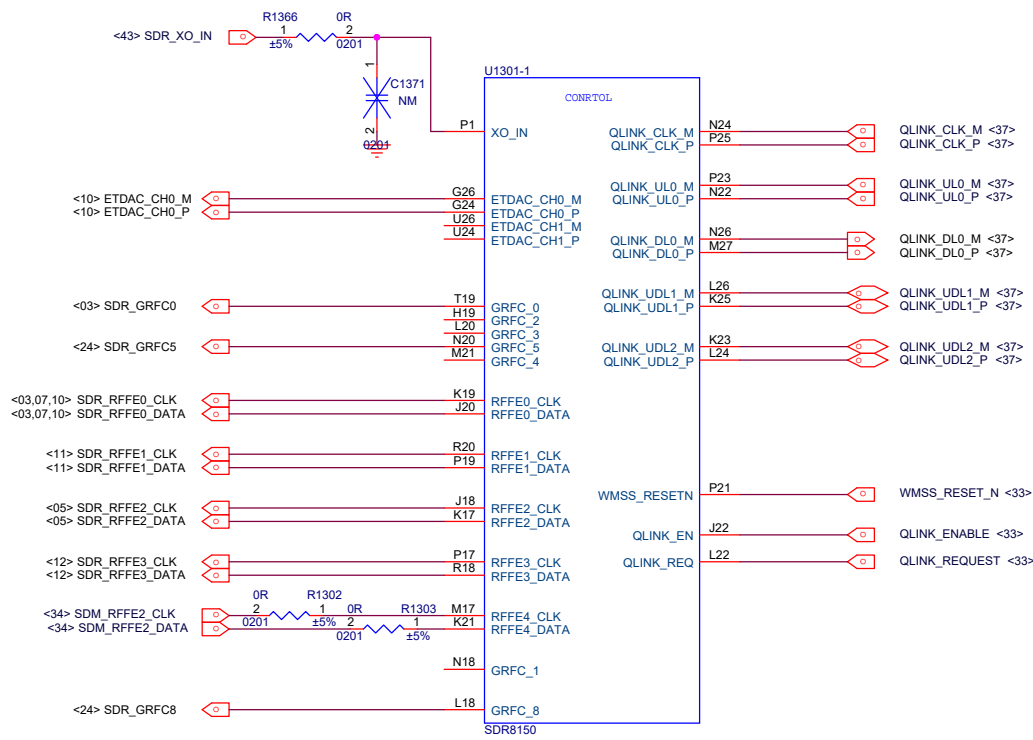 R1366 0R
<43> SDR_XO_IN 1 2
±5% 0201
1
C1371
NM
2
0201
U1301-1
CONRTOL
P1 XO_IN
QLINK_CLK_M N24 QLINK_CLK_M <37>
QLINK_CLK_P P25 QLINK_CLK_P <37>
QLINK_UL0_M P23 QLINK_UL0_M <37>
QLINK_UL0_P N22 QLINK_UL0_P <37>
<10> ETDAC_CH0_M G26 ETDAC_CH0_M
<10> ETDAC_CH0_P G24 ETDAC_CH0_P
U26 ETDAC_CH1_M
U24 ETDAC_CH1_P
QLINK_DL0_M N26 QLINK_DL0_M <37>
QLINK_DL0_P M27 QLINK_DL0_P <37>
QLINK_UDL1_M L26 QLINK_UDL1_M <37>
QLINK_UDL1_P K25 QLINK_UDL1_P <37>
<03> SDR_GRFC0 T19 GRFC_0
H19 GRFC_2
L20 GRFC_3
<24> SDR_GRFC5 N20 GRFC_5
M21 GRFC_4
QLINK_UDL2_M K23 QLINK_UDL2_M <37>
QLINK_UDL2_P L24 QLINK_UDL2_P <37>
<03,07,10> SDR_RFFE0_CLK K19 RFFE0_CLK
<03,07,10> SDR_RFFE0_DATA J20 RFFE0_DATA
<11> SDR_RFFE1_CLK R20 RFFE1_CLK
<11> SDR_RFFE1_DATA P19 RFFE1_DATA
WMSS_RESETN P21 WMSS_RESET_N <33>
<05> SDR_RFFE2_CLK J18 RFFE2_CLK
<05> SDR_RFFE2_DATA K17 RFFE2_DATA
QLINK_EN J22 QLINK_ENABLE <33>
QLINK_REQ L22 QLINK_REQUEST <33>
<12> SDR_RFFE3_CLK P17 RFFE3_CLK
<12> SDR_RFFE3_DATA R18 RFFE3_DATA
0R R1302
0R R1303
<34> SDM_RFFE2_CLK 2 1 M17 RFFE4_CLK
0201 ±5%
<34> SDM_RFFE2_DATA 2 1 K21 RFFE4_DATA
0201 ±5%
N18 GRFC_1
<24> SDR_GRFC8 L18 GRFC_8
SDR8150